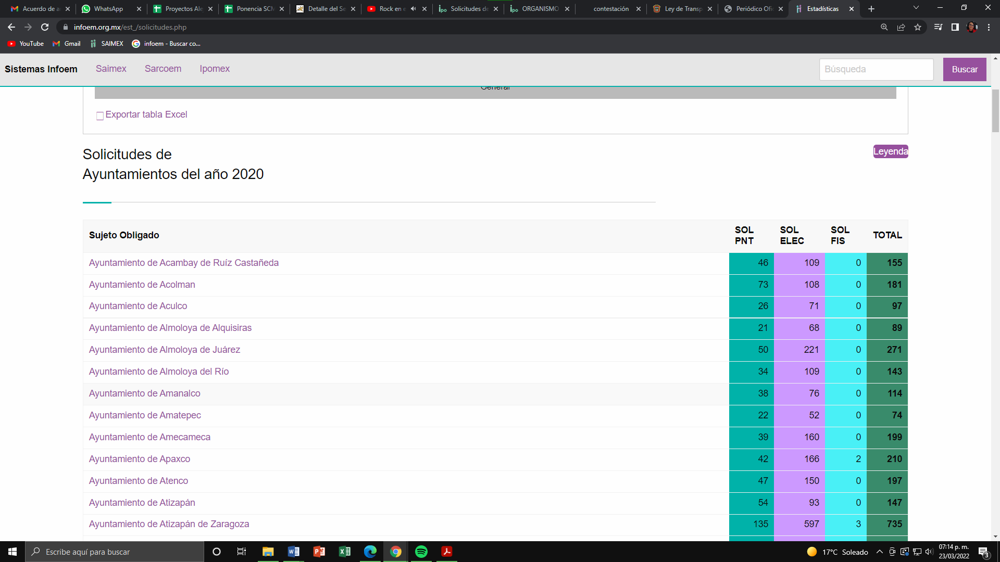 Acuerdo de a
WhatsApp
Proyectos Ale
Ponencia SCM
Detalle del Se
Rock en e
Solicitudes de
ORGANISMO
contestación
Ley de Transp
Periódico Ofic
Estadísticas
infoem.org.mx/est_/solicitudes.php
YouTube
Gmail
SAIMEX
infoem - Buscar co...
Sistemas Infoem Saimex Sarcoem Ipomex Búsqueda Buscar
General
Exportar tabla Excel
Solicitudes de
Ayuntamientos del año 2020
Leyenda
Sujeto Obligado SOL PNT SOL ELEC SOL FIS TOTAL
Ayuntamiento de Acambay de Ruíz Castañeda 46 109 0 155
Ayuntamiento de Acolman 73 108 0 181
Ayuntamiento de Aculco 26 71 0 97
Ayuntamiento de Almoloya de Alquisiras 21 68 0 89
Ayuntamiento de Almoloya de Juárez 50 221 0 271
Ayuntamiento de Almoloya del Río 34 109 0 143
Ayuntamiento de Amanalco 38 76 0 114
Ayuntamiento de Amatepec 22 52 0 74
Ayuntamiento de Amecameca 39 160 0 199
Ayuntamiento de Apaxco 42 166 2 210
Ayuntamiento de Atenco 47 150 0 197
Ayuntamiento de Atizapán 54 93 0 147
Ayuntamiento de Atizapán de Zaragoza 135 597 3 735
Escribe aquí para buscar
17°C Soleado
07:14 p. m.
23/03/2022
3